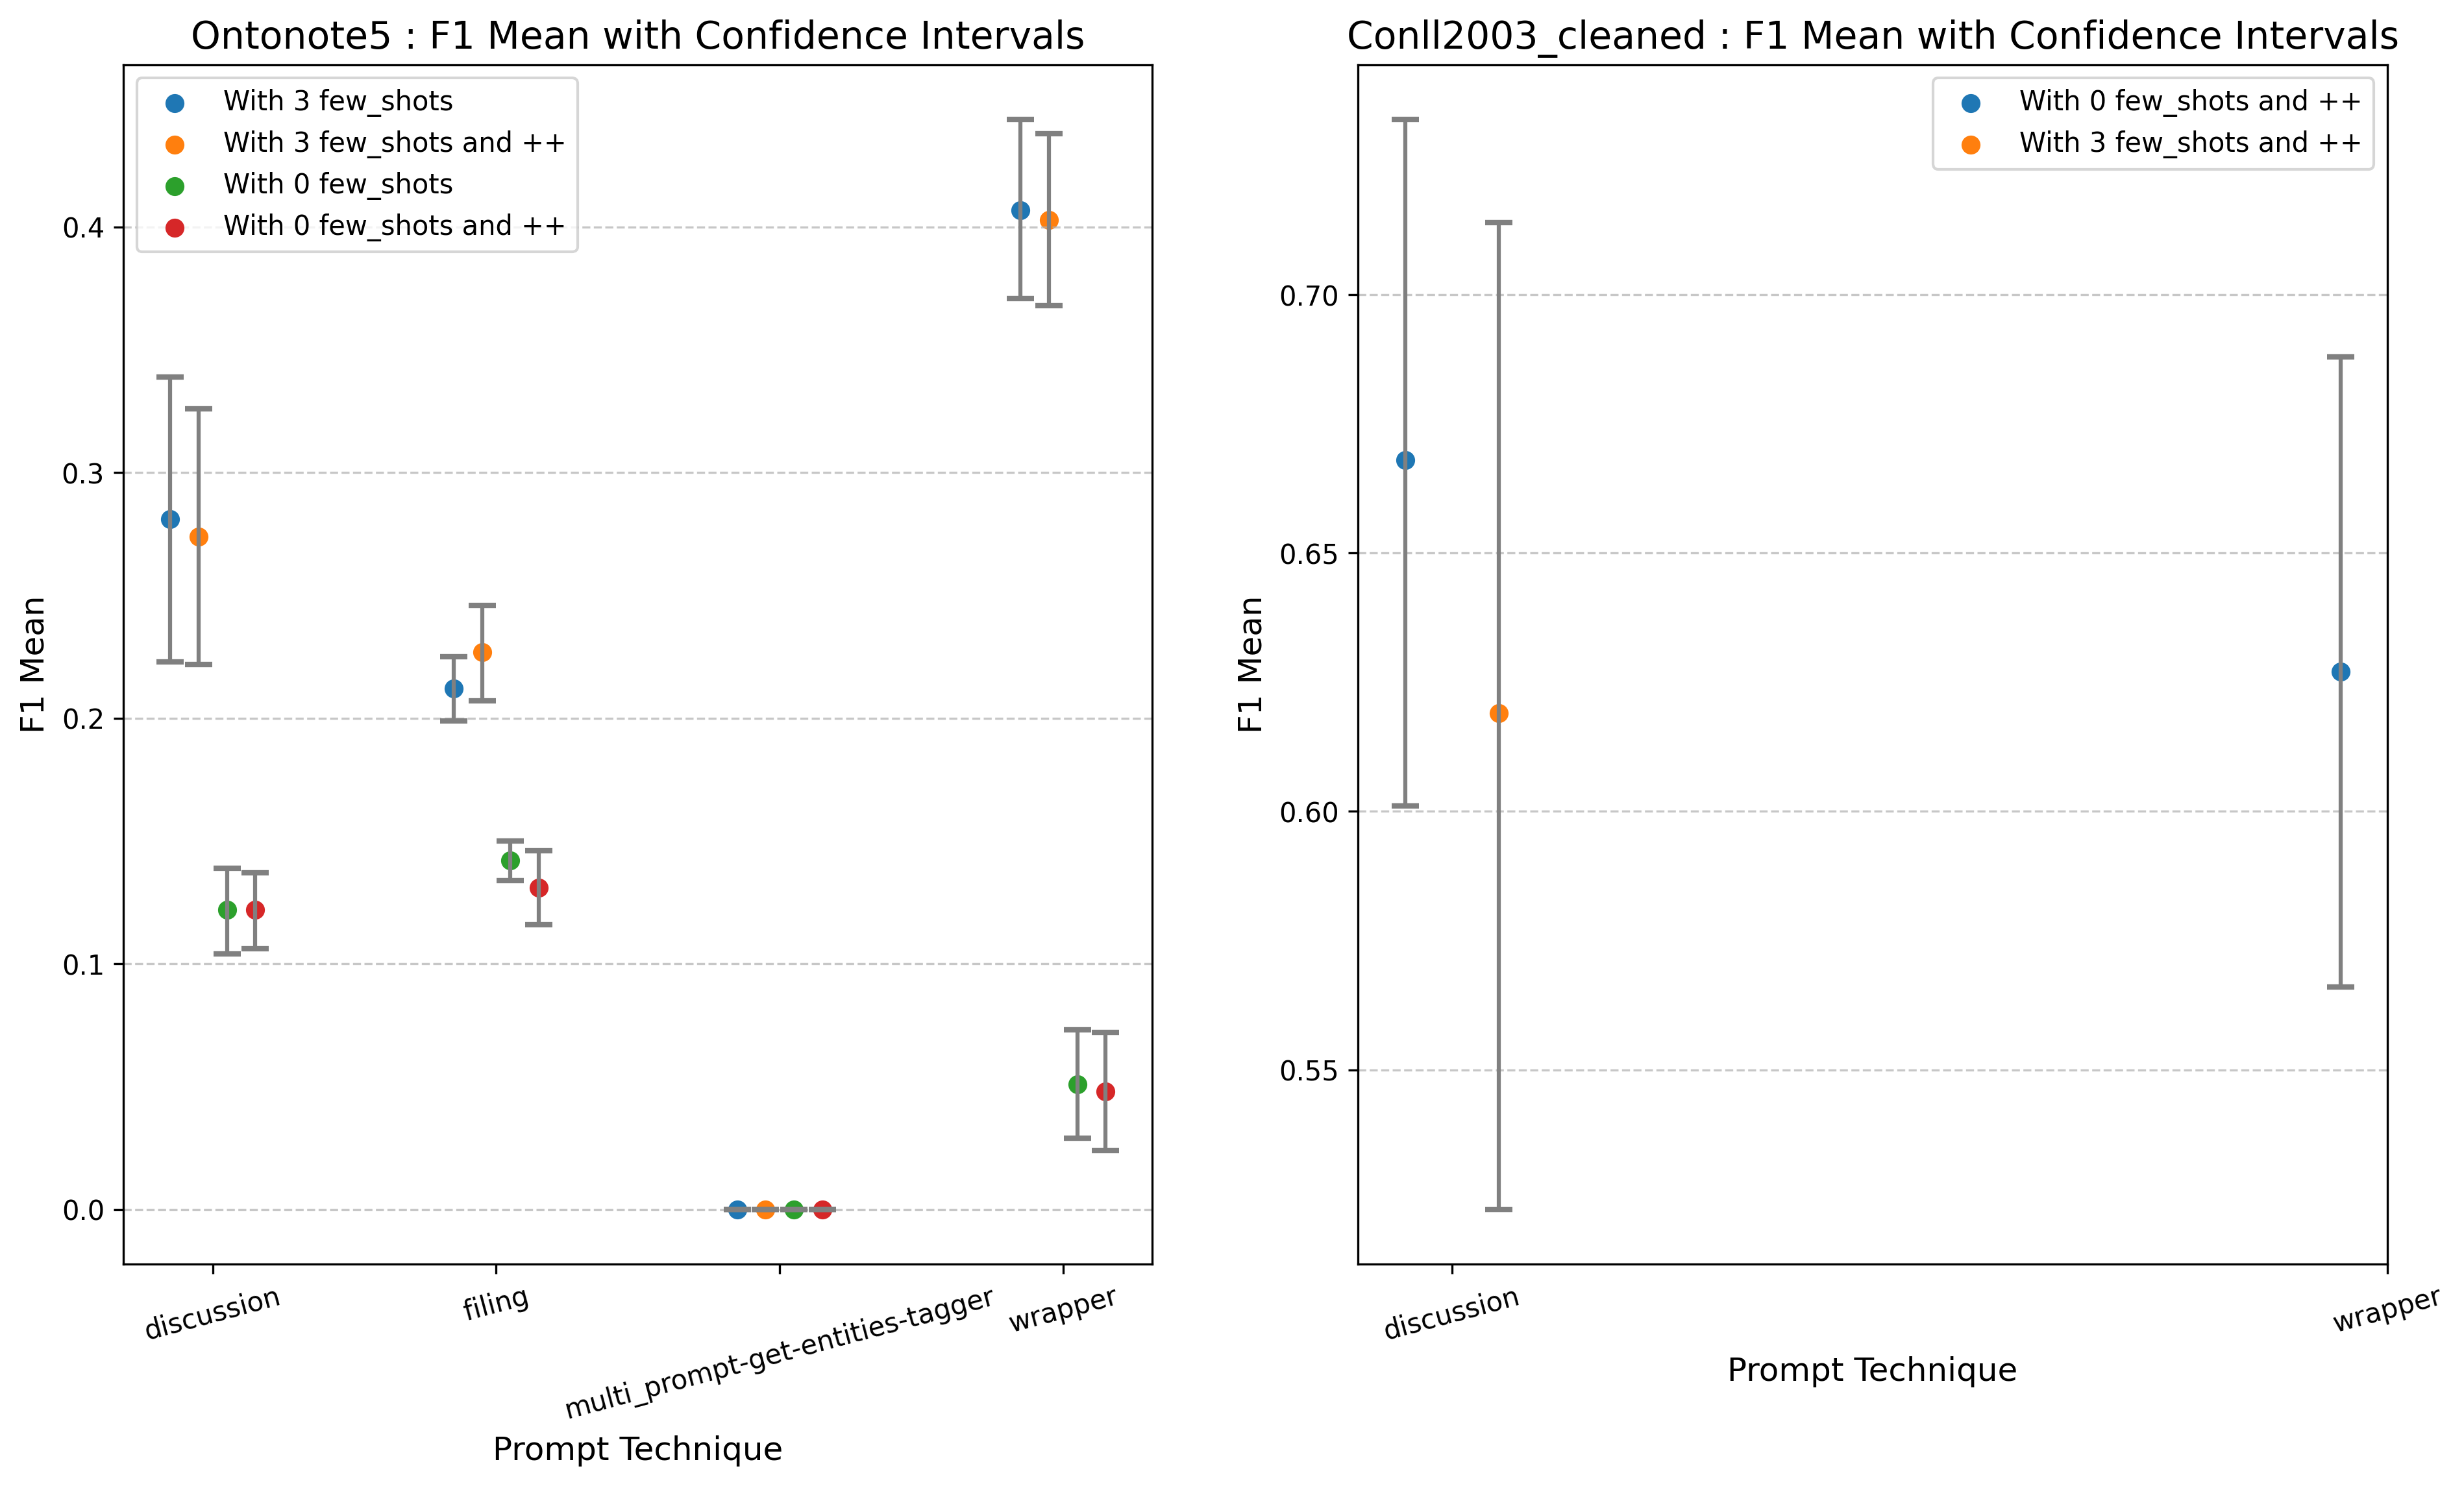 Ontonote5 : F1 Mean with Confidence Intervals
With 3 few_shots
With 3 few_shots and ++
With 0 few_shots
With 0 few_shots and ++
0.4
0.3
0.2
0.1
0.0
F1 Mean
discussion
filing
multi_prompt-get-entities-tagger
wrapper
Prompt Technique
Conll2003_cleaned : F1 Mean with Confidence Intervals
With 0 few_shots and ++
With 3 few_shots and ++
0.70
0.65
0.60
0.55
F1 Mean
discussion
wrapper
Prompt Technique